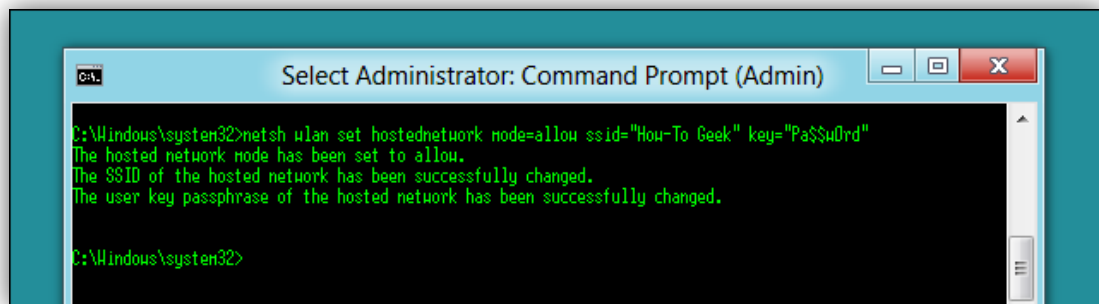 C:\.
Select Administrator: Command Prompt (Admin)
X
C:\Windows\system32>netsh wlan set hostednetwork mode=allow ssid="How-To Geek" key="Pa$$w0rd"
The hosted network mode has been set to allow.
The SSID of the hosted network has been successfully changed.
The user key passphrase of the hosted network has been successfully changed.
C:\Windows\system32>